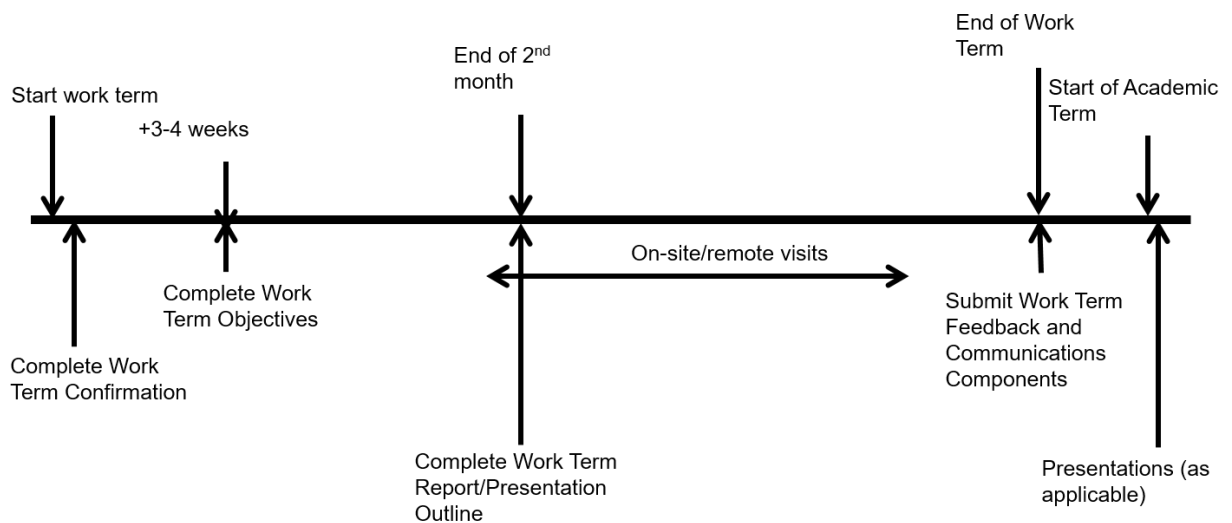 Start work term
+3-4 weeks
End of 2nd
month
End of Work
Term
Start of Academic
Term
On-site/remote visits
Complete Work
Term Confirmation
Complete Work
Term Objectives
Complete Work Term
Report/Presentation
Outline
Submit Work Term
Feedback and
Communications
Components
Presentations (as
applicable)